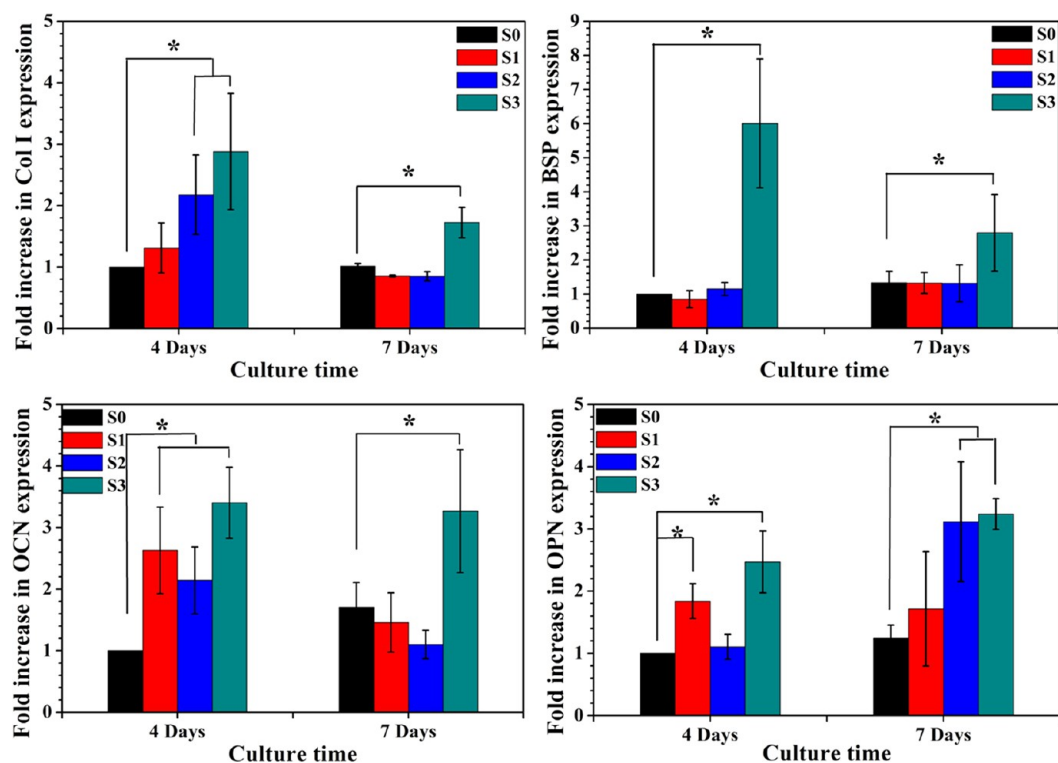 Fold increase in Col I expression
5
4
3
2
1
0
*
*
S0
S1
S2
S3
4 Days
7 Days
Culture time
Fold increase in BSP expression
9
8
7
6
5
4
3
2
1
0
*
*
S0
S1
S2
S3
4 Days
7 Days
Culture time
Fold increase in OCN expression
5
4
3
2
1
0
S0
S1
S2
S3
*
*
4 Days
7 Days
Culture time
Fold increase in OPN expression
5
4
3
2
1
0
S0
S1
S2
S3
*
*
*
4 Days
7 Days
Culture time